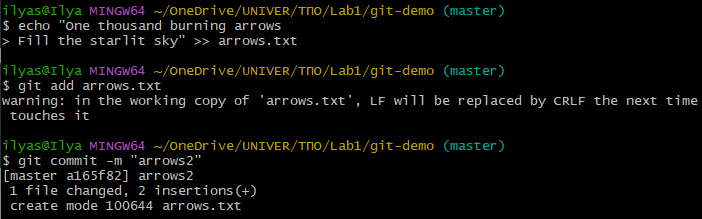 ilyas@Ilya MINGW64 ~/OneDrive/UNIVER/ТПО/Lab1/git-demo (master)
$ echo "One thousand burning arrows
> Fill the starlit sky" >> arrows.txt
ilyas@Ilya MINGW64 ~/OneDrive/UNIVER/ТПО/Lab1/git-demo (master)
$ git add arrows.txt
warning: in the working copy of 'arrows.txt', LF will be replaced by CRLF the next time
touches it
ilyas@Ilya MINGW64 ~/OneDrive/UNIVER/ТПО/Lab1/git-demo (master)
$ git commit -m "arrows2"
[master a165f82] arrows2
1 file changed, 2 insertions(+)
create mode 100644 arrows.txt